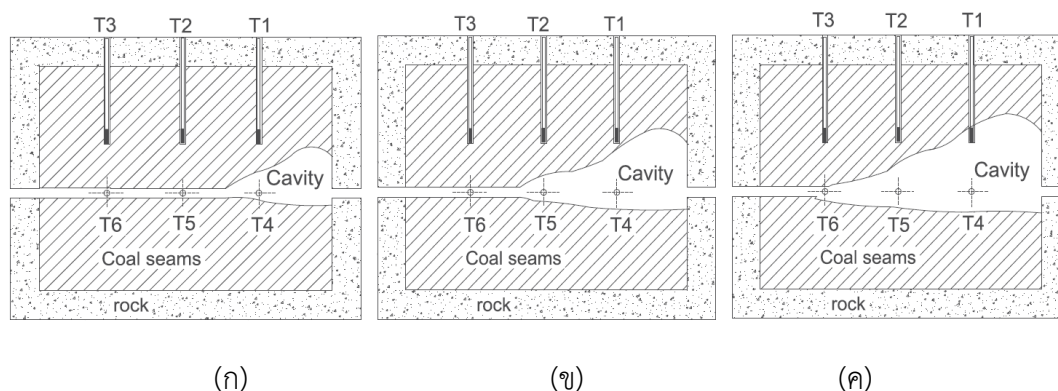 T3 T2 T1
Cavity
T6 T5 T4
Coal seams
rock
T3 T2 T1
Cavity
T6 T5 T4
Coal seams
rock
T3 T2 T1
Cavity
T6 T5 T4
Coal seams
rock
(ก) (ข) (ค)